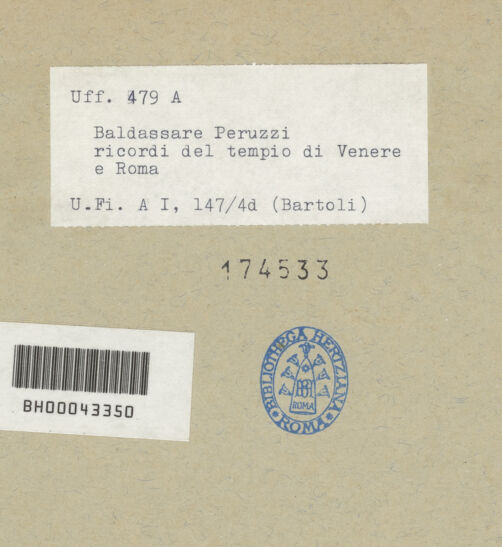 Uff. 479 A
Baldassare Peruzzi
ricordi del tempio di Venere
e Roma
U.Fi. A I, 147/4d (Bartoli)
174533
BH00043350
BIBLIOTHECA HERTZIANA
ROMA
ROMA